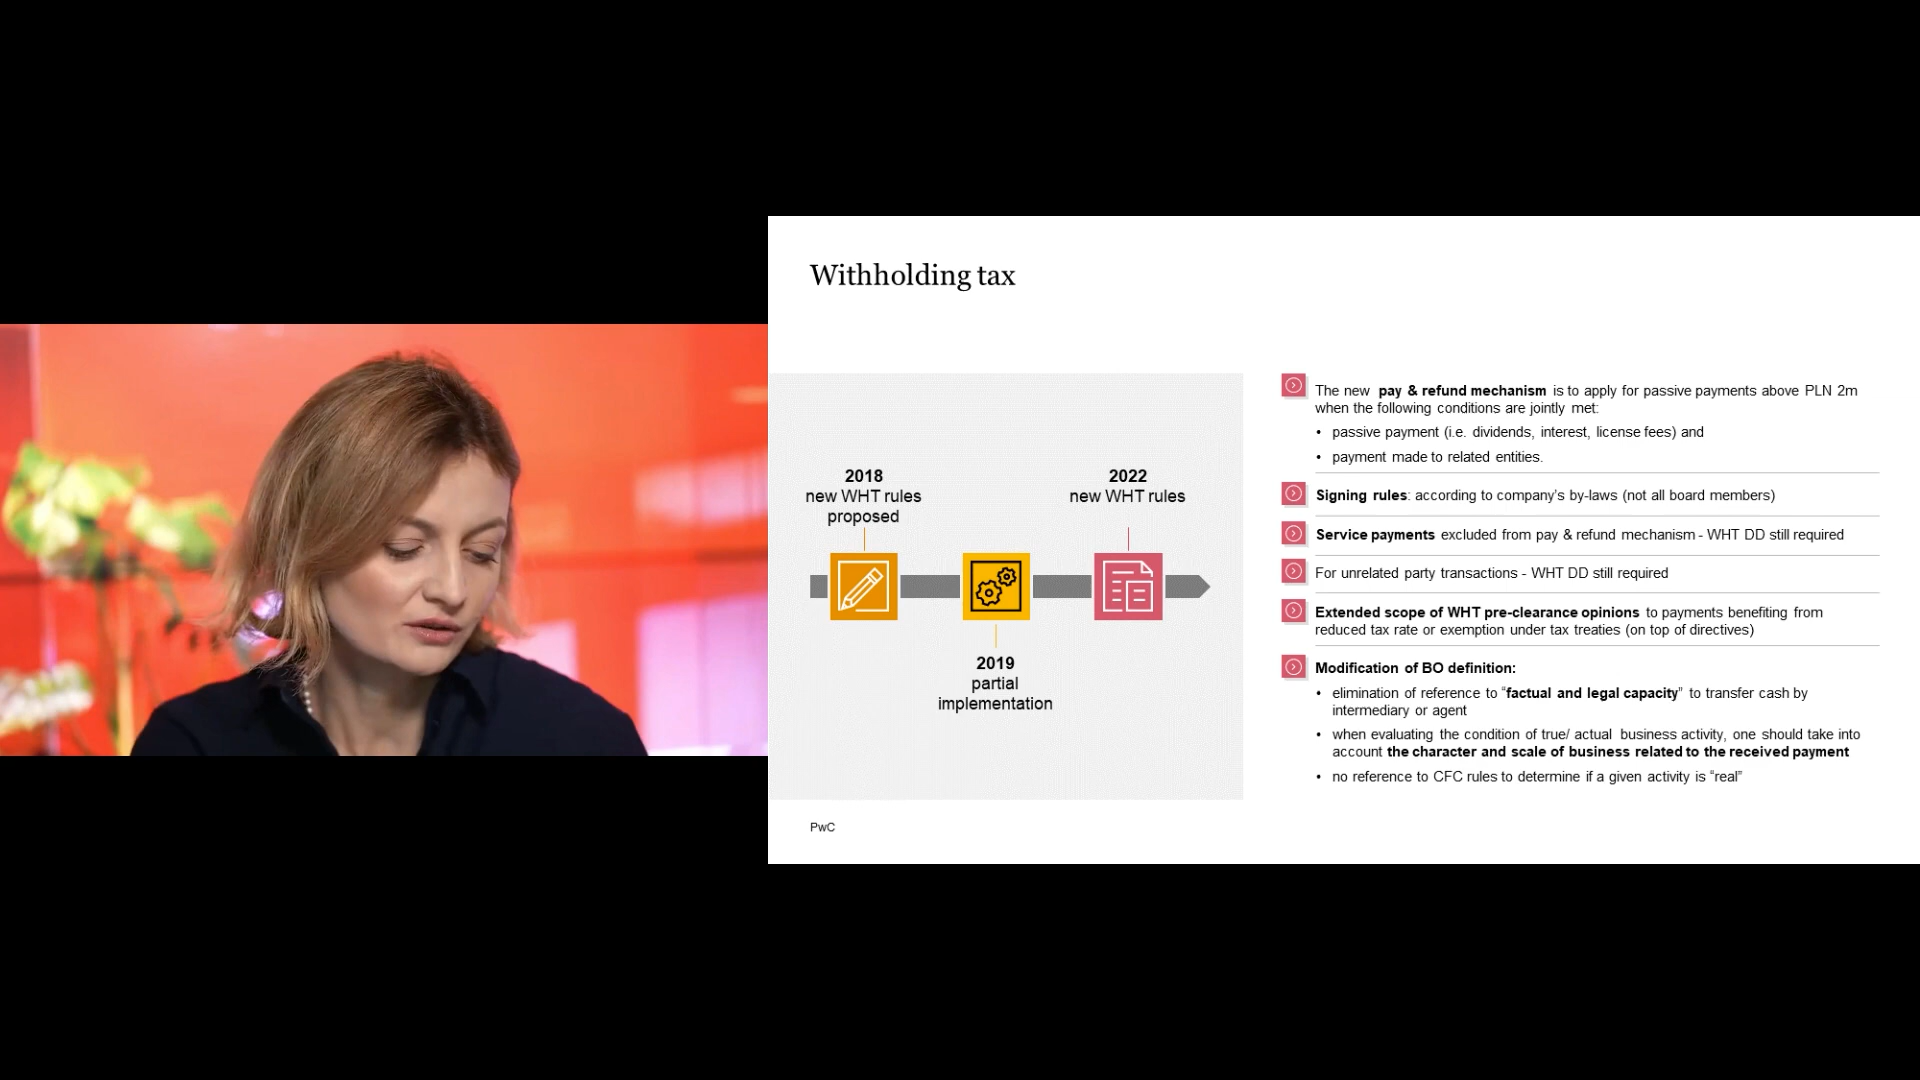 Withholding tax
2018
new WHT rules
proposed
2022
new WHT rules
2019
partial
implementation
The new pay & refund mechanism is to apply for passive payments above PLN 2m
when the following conditions are jointly met:
• passive payment (i.e. dividends, interest, license fees) and
• payment made to related entities.
Signing rules: according to company's by-laws (not all board members)
Service payments excluded from pay & refund mechanism - WHT DD still required
For unrelated party transactions - WHT DD still required
Extended scope of WHT pre-clearance opinions to payments benefiting from
reduced tax rate or exemption under tax treaties (on top of directives)
Modification of BO definition:
• elimination of reference to “factual and legal capacity” to transfer cash by
intermediary or agent
• when evaluating the condition of true/ actual business activity, one should take into
account the character and scale of business related to the received payment
• no reference to CFC rules to determine if a given activity is “real”
PwC